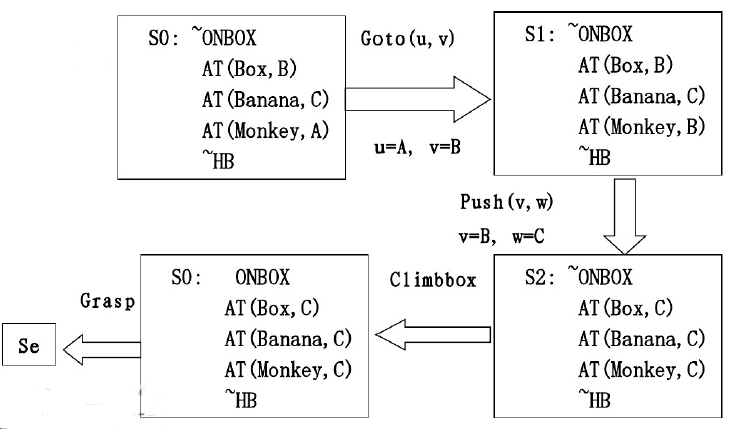 S0: ~ONBOX
AT(Box,B)
AT(Banana,C)
AT(Monkey,A)
~HB
Goto(u,v)
u=A, v=B
S1: ~ONBOX
AT(Box,B)
AT(Banana,C)
AT(Monkey,B)
~HB
Push(v,w)
v=B, w=C
S2: ~ONBOX
AT(Box,C)
AT(Banana,C)
AT(Monkey,C)
~HB
Climbbox
S0: ONBOX
AT(Box,C)
AT(Banana,C)
AT(Monkey,C)
~HB
Grasp
Se